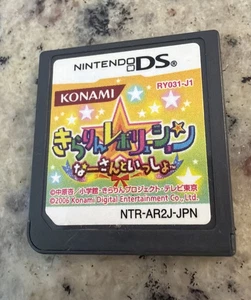 NINTENDO DS
RY031-J1
KONAMI
きらりん☆レボリューション
なーさんといっしょ
©中原杏/小学館・きらりんプロジェクト・テレビ東京
©2006 Konami Digital Entertainment Co., Ltd.
NTR-AR2J-JPN